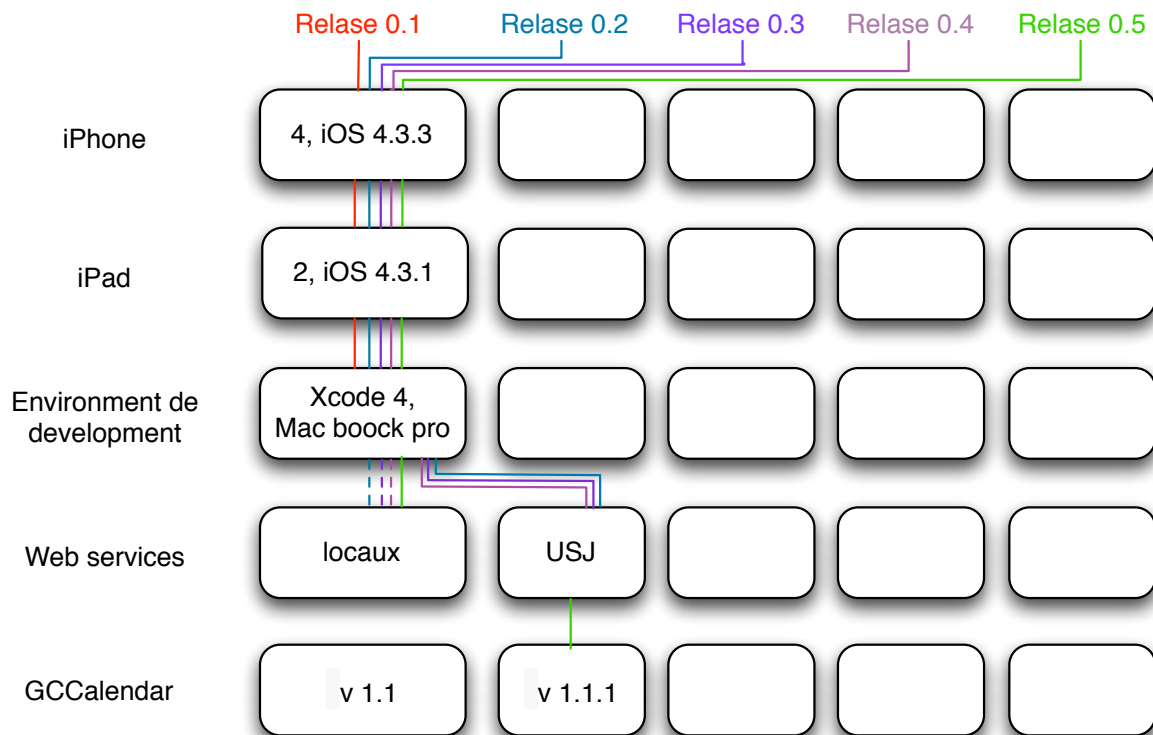 Relase 0.1 Relase 0.2 Relase 0.3 Relase 0.4 Relase 0.5
iPhone 4, iOS 4.3.3
iPad 2, iOS 4.3.1
Environment de
development
Xcode 4,
Mac boock pro
Web services locaux USJ
GCCalendar v 1.1 v 1.1.1